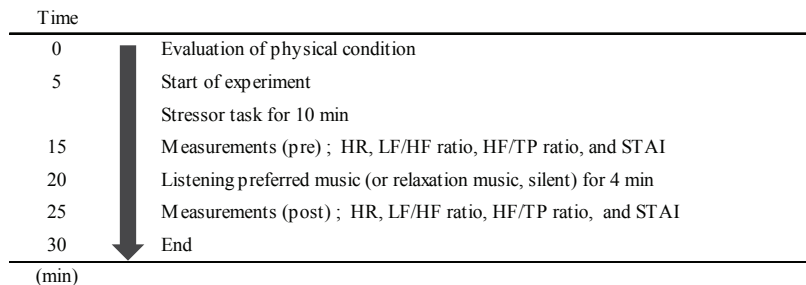 Time
0 Evaluation of physical condition
5 Start of experiment
Stressor task for 10 min
15 Measurements (pre) ; HR, LF/HF ratio, HF/TP ratio, and STAI
20 Listening preferred music (or relaxation music, silent) for 4 min
25 Measurements (post) ; HR, LF/HF ratio, HF/TP ratio, and STAI
30 End
(min)